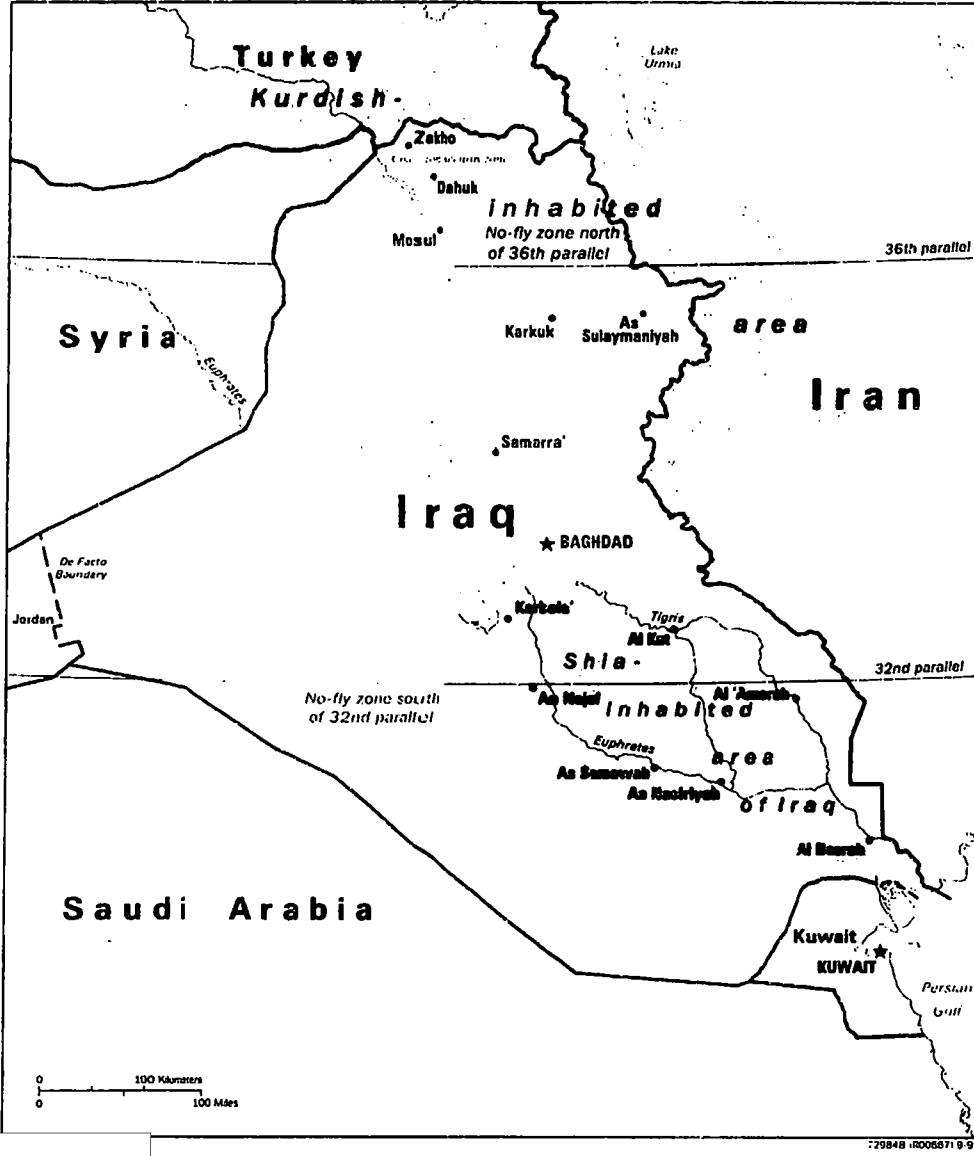 Turkey
Kurdish-
Lake
Urmia
Zakho
Dahuk
inhabited
Mosul
No-fly zone north
of 36th parallel
36th parallel
Syria
Karkuk
As
Sulaymaniyah
area
Euphrates
Iran
Samarra'
Iraq
BAGHDAD
De Facto
Boundary
Jordan
Karbala'
Tigris
Al Kut
Shia-
32nd parallel
No-fly zone south
of 32nd parallel
An Najaf
Al 'Amarah
Inhabited
Euphrates
area
As Samawah
An Nasiriyah
of Iraq
Al Basrah
Saudi Arabia
Kuwait
KUWAIT
Persian
Gulf
0 100 Kilometers
0 100 Miles